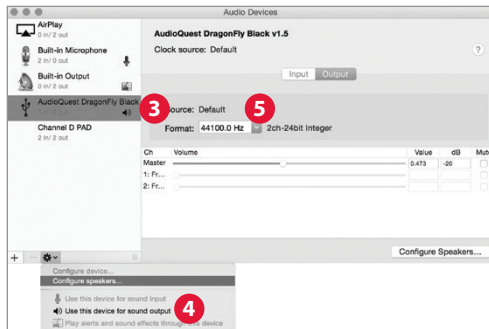 Audio Devices
AirPlay
0 in/ 2 out
Built-in Microphone
2 in/ 0 out
Built-in Output
0 in/ 2 out
AudioQuest DragonFly Black
Channel D PAD
2 in/ 2 out
AudioQuest DragonFly Black v1.5
Clock source: Default
?
Input Output
3 Source: Default 5
Format: 44100.0 Hz 2ch-24bit Integer
Ch Volume Value dB Mute
Master 0.473 -20
1: Fr...
2: Fr...
Configure Speakers...
Configure device...
Configure speakers...
Use this device for sound input
Use this device for sound output 4
Play alerts and sound effects through this device